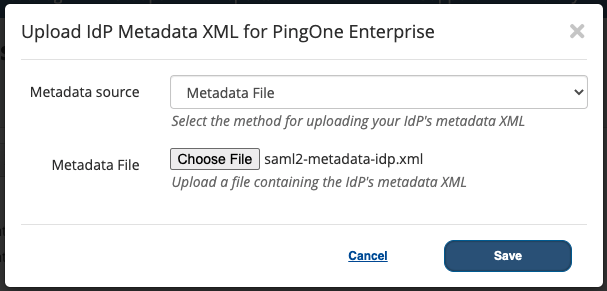 Upload IdP Metadata XML for PingOne Enterprise
Metadata source
Metadata File
Select the method for uploading your IdP's metadata XML
Metadata File
Choose File saml2-metadata-idp.xml
Upload a file containing the IdP's metadata XML
Cancel
Save